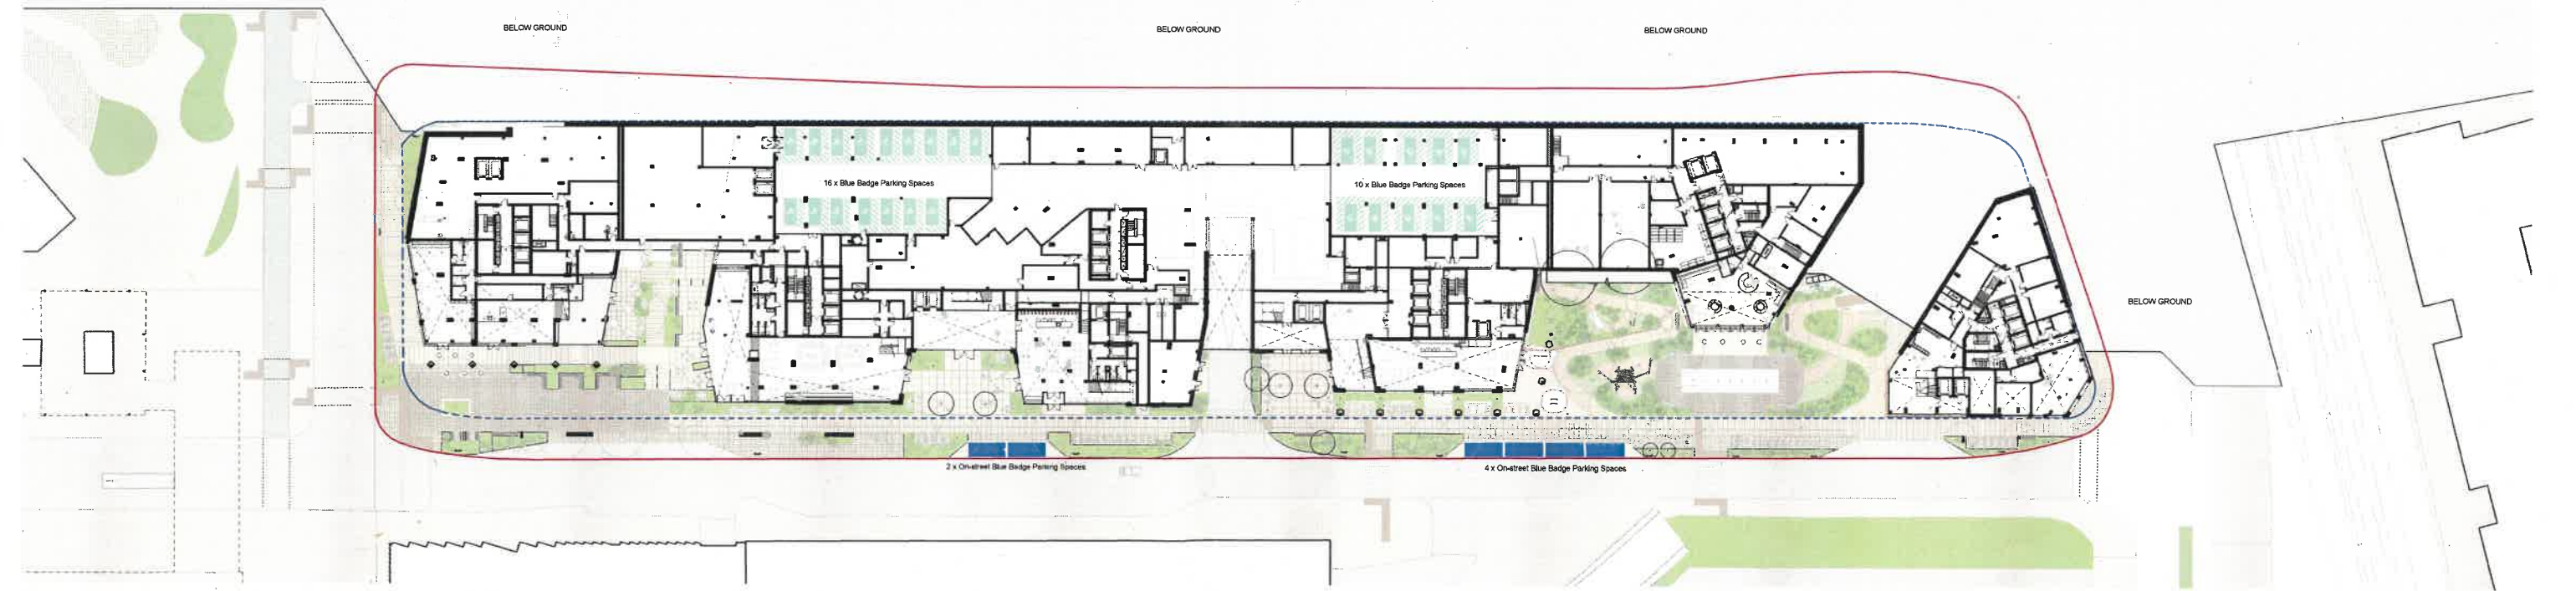 BELOW GROUND
BELOW GROUND
BELOW GROUND
16 x Blue Badge Parking Spaces
10 x Blue Badge Parking Spaces
BELOW GROUND
2 x On-street Blue Badge Parking Spaces
4 x On-street Blue Badge Parking Spaces